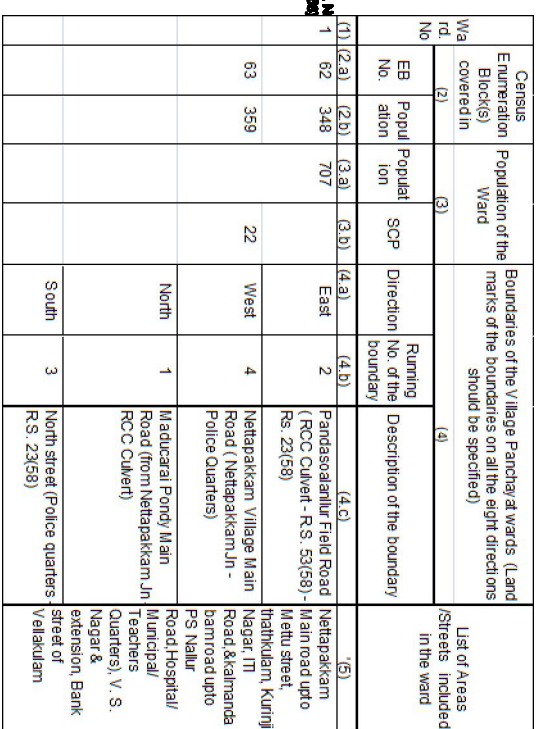 Wa
rd.
No
Census
Enumeration
Block(s)
covered in
(2)
Population of the
Ward
(3)
Boundaries of the Village Panchayat wards (Land
marks of the boundaries on all the eight directions
should be specified)
(4)
List of Areas
/Streets included
in the ward
EB
No.
Popul
ation
Populat
ion
SCP
Direction
Running
No. of the
boundary
Description of the boundary
(1) (2.a) (2.b) (3.a) (3.b) (4.a) (4.b) (4.c) '(5)
1 62 348 707
East 2
Pandasoalanllur Field Road
( RCC Culvert - R.S. 53(58) -
Rs. 23(58)
63 359 22
West 4
Nettapakkam Village Main
Road ( Nettapakkam Jn -
Police Quarters)
North 1
Maducarai Pondy Main
Road (from Nettapakkam Jn
RCC Culvert)
South 3
North street (Police quarters -
R.S. 23(58)
Nettapakkam
Main road upto
Mettu street,
thathkulam, Kurinji
Nagar, ITI
Road,&kalmanda
bam road upto
PS Nallur
Road,Hospital/
Municipal/
Teachers
Quarters), V. S.
Nagar &
extension, Bank
street of
Vellakulam